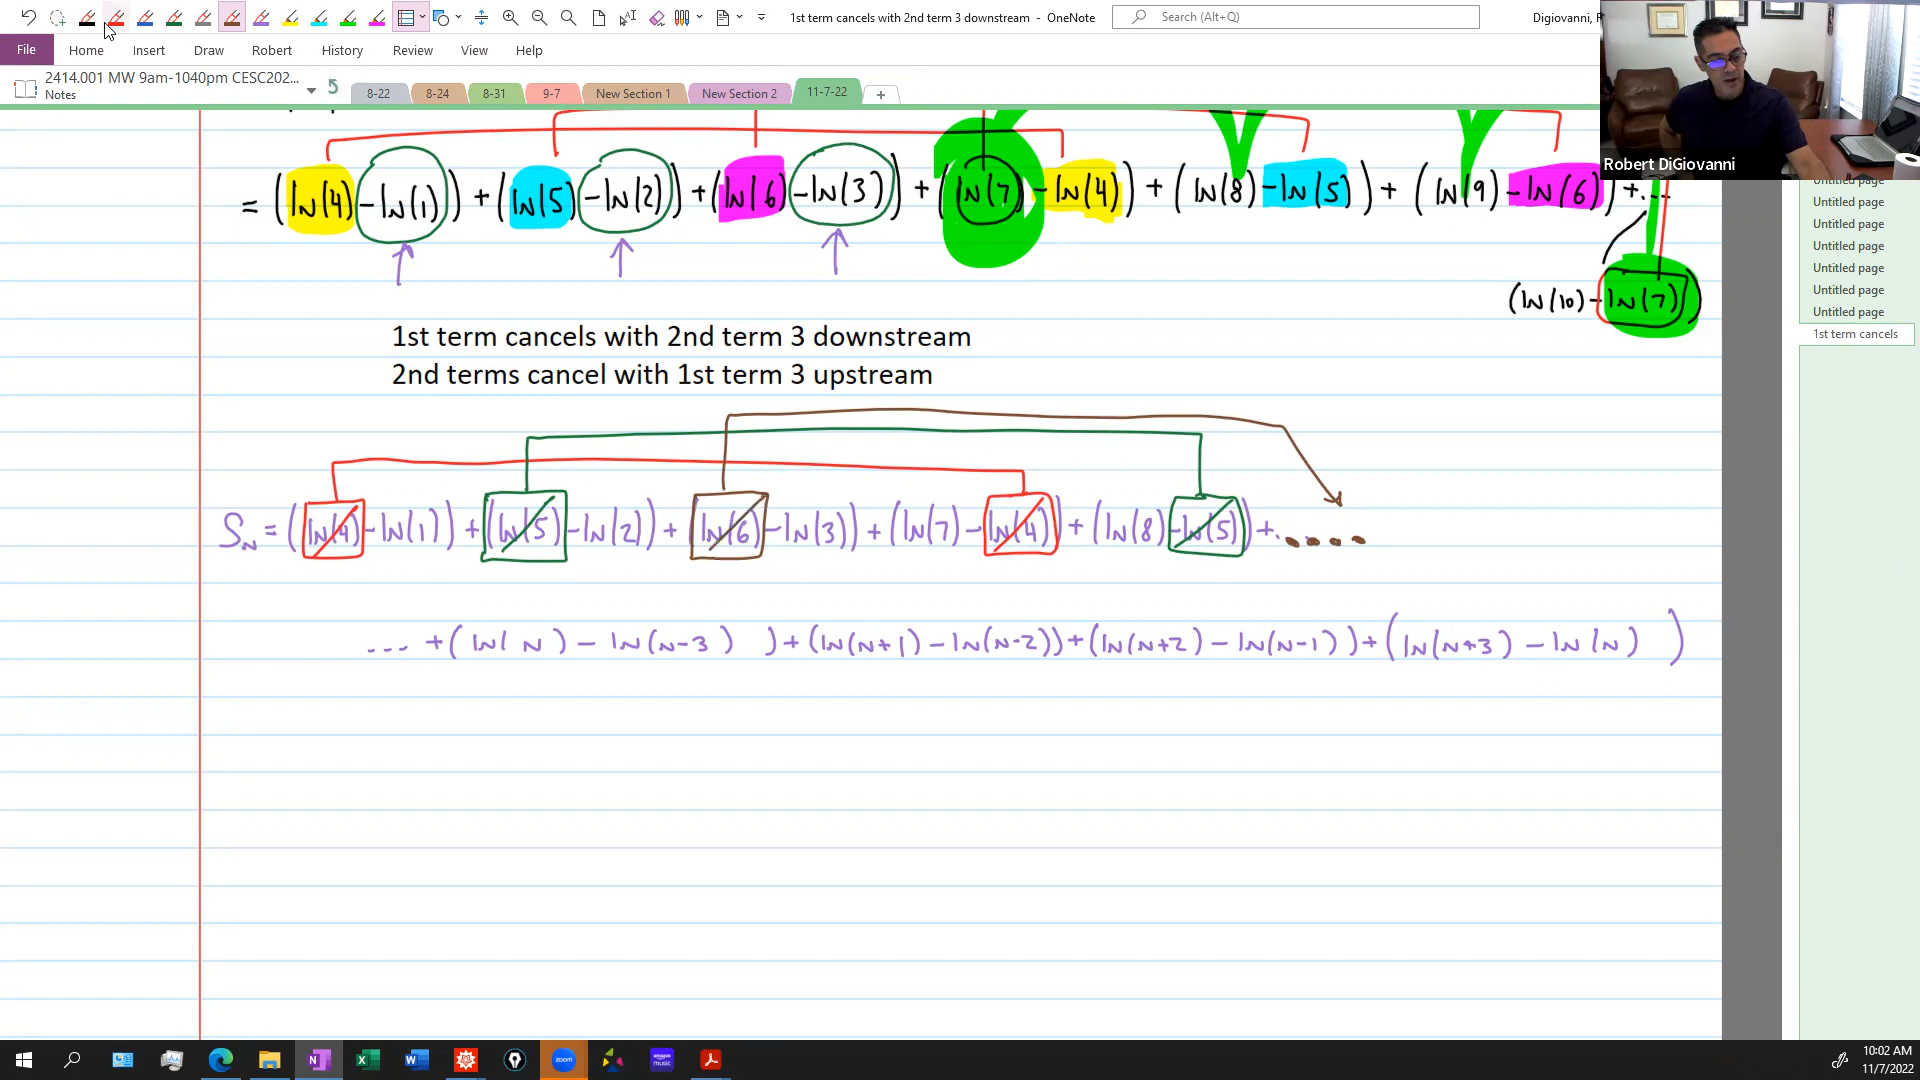 1st term cancels with 2nd term 3 downstream - OneNote
Search (Alt+Q)
Digiovanni, R
File Home Insert Draw Robert History Review View Help
2414.001 MW 9am-1040pm CESC202...
Notes
8-22 8-24 8-31 9-7 New Section 1 New Section 2 11-7-22 +
Robert DiGiovanni
= (ln(4) - ln(1)) + (ln(5) - ln(2)) + (ln(6) - ln(3)) + (ln(7) - ln(4)) + (ln(8) - ln(5)) + (ln(9) - ln(6)) + ...
(ln(10) - ln(7))
1st term cancels with 2nd term 3 downstream
2nd terms cancel with 1st term 3 upstream
SN = (ln(4) - ln(1)) + (ln(5) - ln(2)) + (ln(6) - ln(3)) + (ln(7) - ln(4)) + (ln(8) - ln(5)) + ....
... + (ln(N) - ln(N-3)) + (ln(N+1) - ln(N-2)) + (ln(N+2) - ln(N-1)) + (ln(N+3) - ln(N))
Untitled page
Untitled page
Untitled page
Untitled page
Untitled page
Untitled page
1st term cancels
zoom
amazon music
10:02 AM
11/7/2022